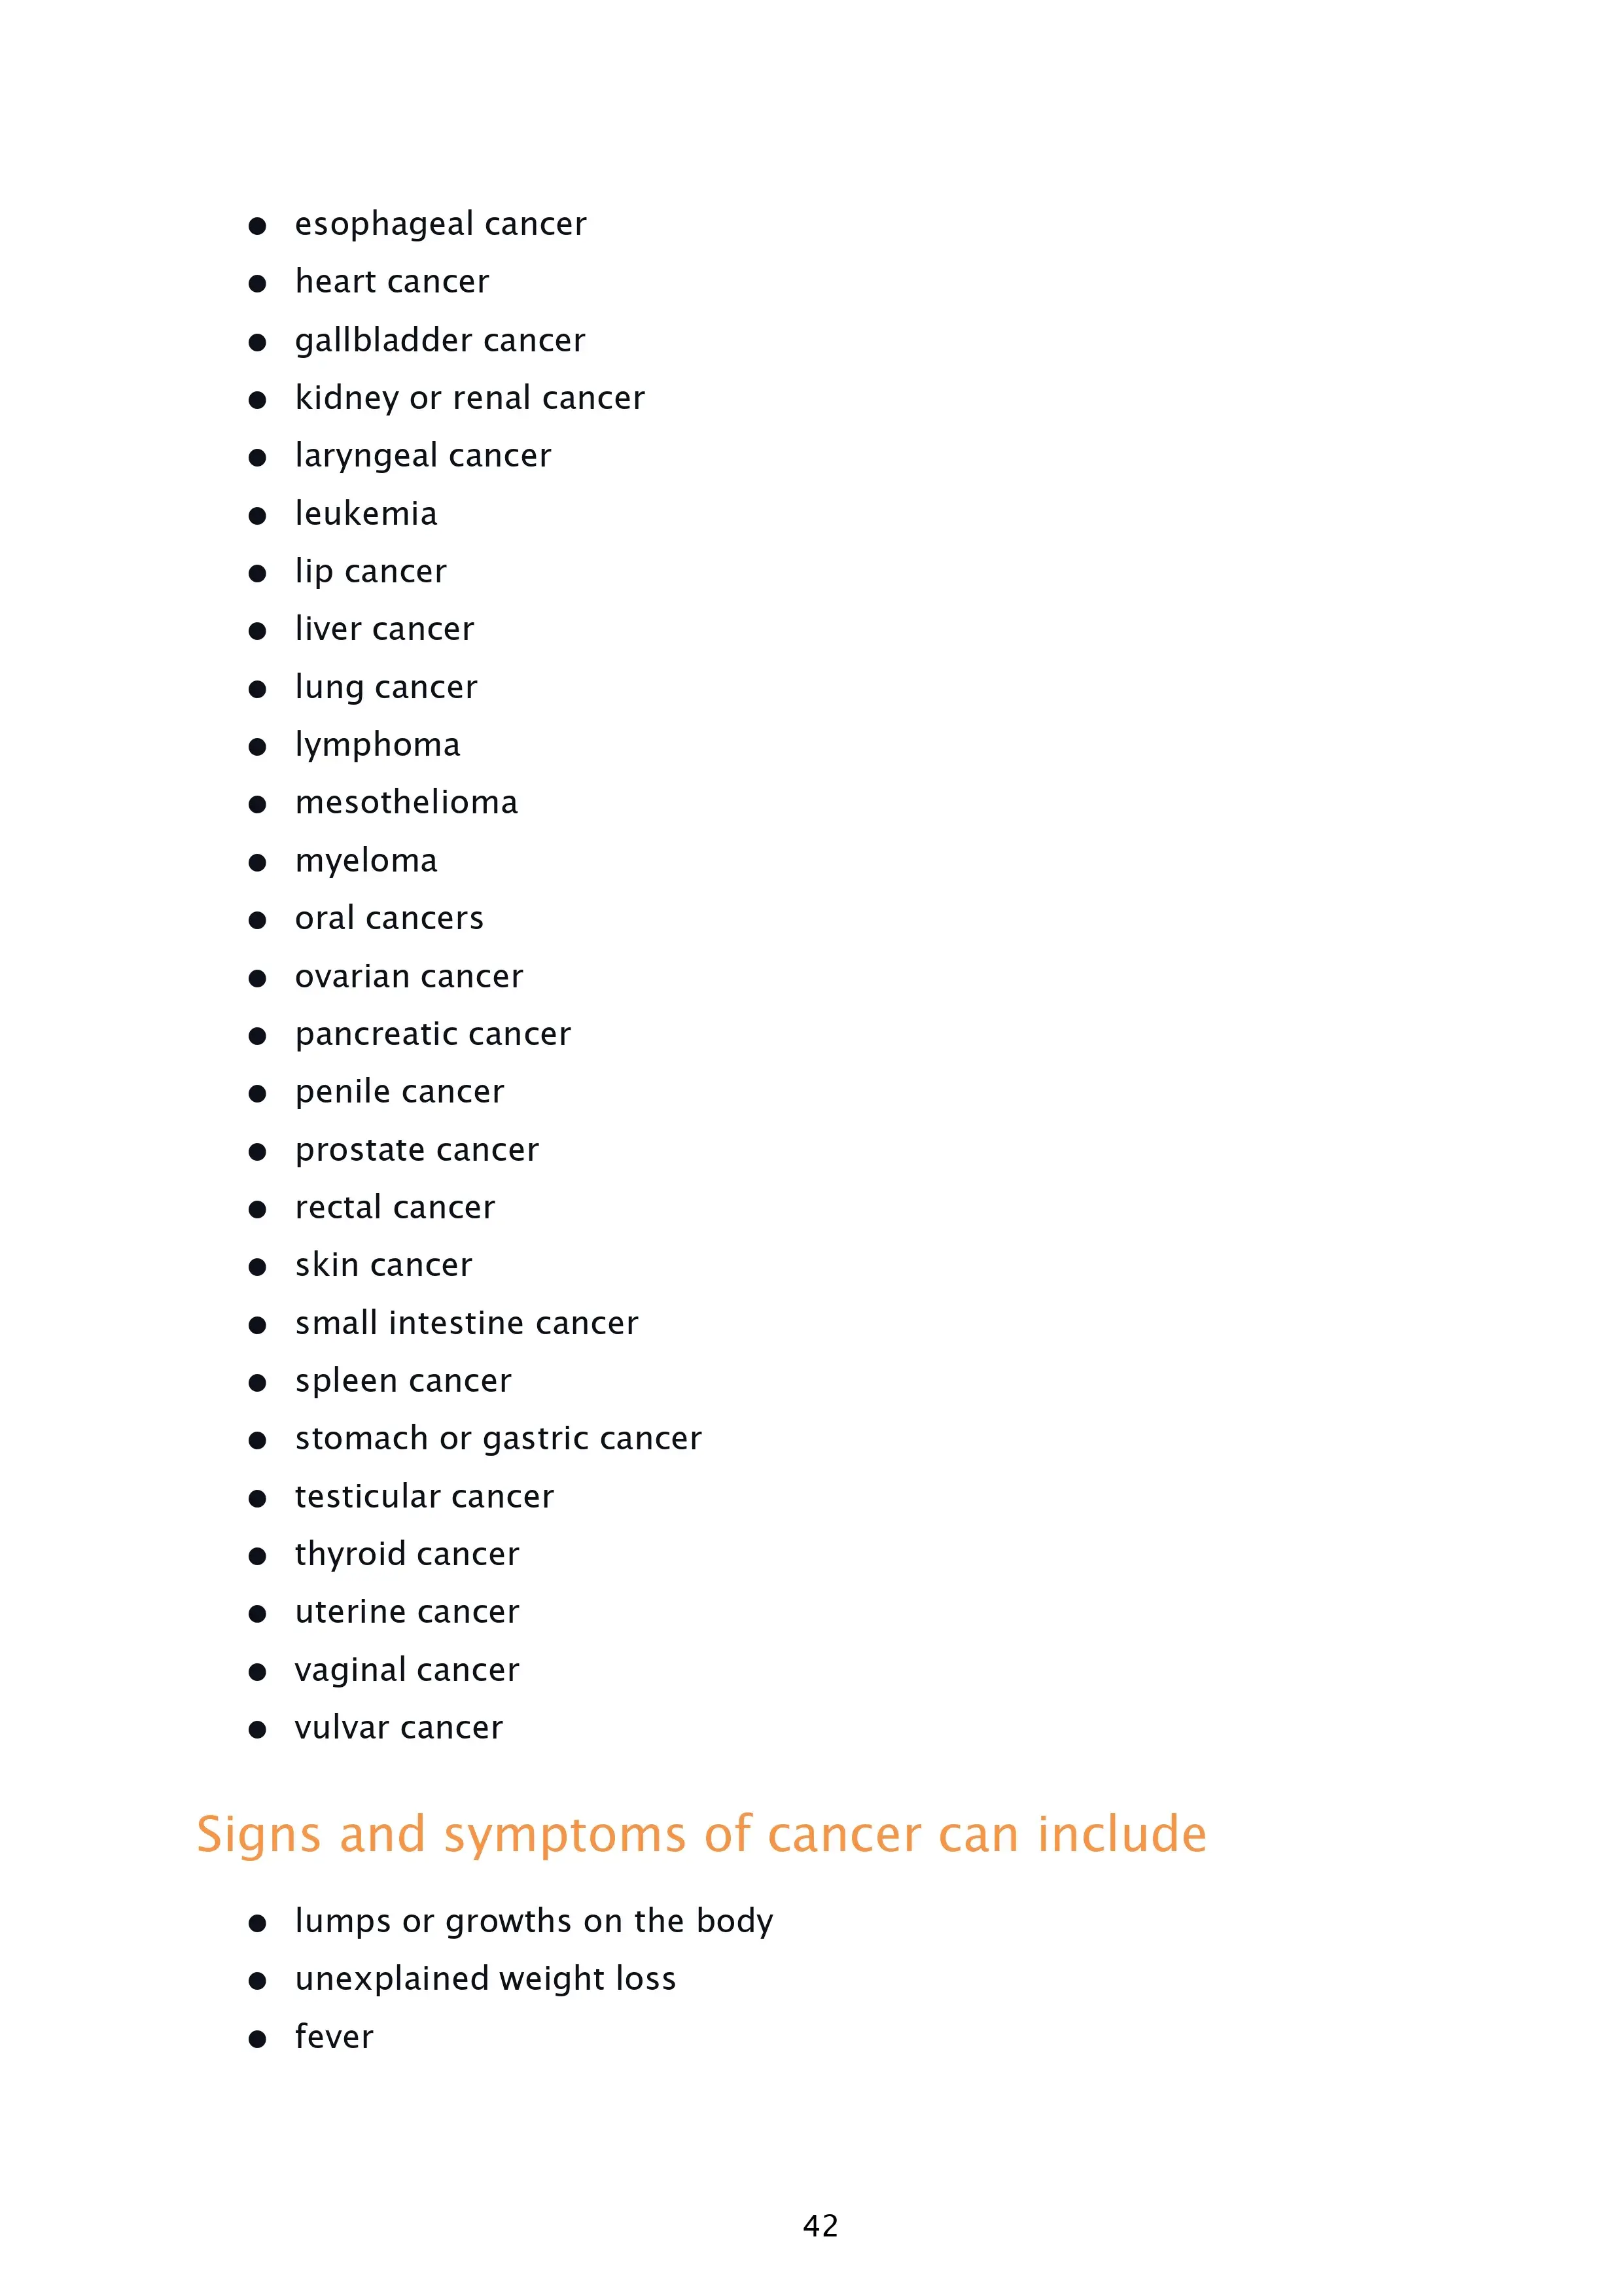 ● esophageal cancer
● heart cancer
● gallbladder cancer
● kidney or renal cancer
● laryngeal cancer
● leukemia
● lip cancer
● liver cancer
● lung cancer
● lymphoma
● mesothelioma
● myeloma
● oral cancers
● ovarian cancer
● pancreatic cancer
● penile cancer
● prostate cancer
● rectal cancer
● skin cancer
● small intestine cancer
● spleen cancer
● stomach or gastric cancer
● testicular cancer
● thyroid cancer
● uterine cancer
● vaginal cancer
● vulvar cancer
Signs and symptoms of cancer can include
● lumps or growths on the body
● unexplained weight loss
● fever
42